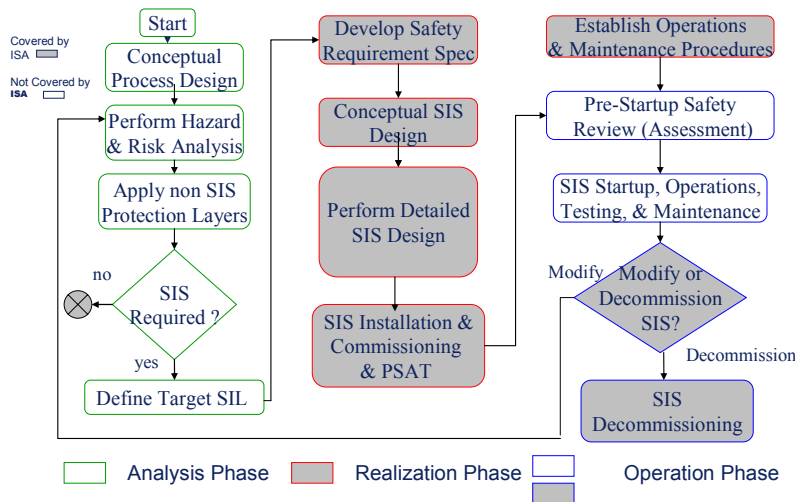 Covered by
ISA
Not Covered by
ISA
Start
Conceptual
Process Design
Perform Hazard
& Risk Analysis
Apply non SIS
Protection Layers
no
SIS
Required ?
yes
Define Target SIL
Develop Safety
Requirement Spec
Conceptual SIS
Design
Perform Detailed
SIS Design
SIS Installation &
Commissioning
& PSAT
Establish Operations
& Maintenance Procedures
Pre-Startup Safety
Review (Assessment)
SIS Startup, Operations,
Testing, & Maintenance
Modify
Modify or
Decommission
SIS?
Decommission
SIS
Decommissioning
Analysis Phase
Realization Phase
Operation Phase